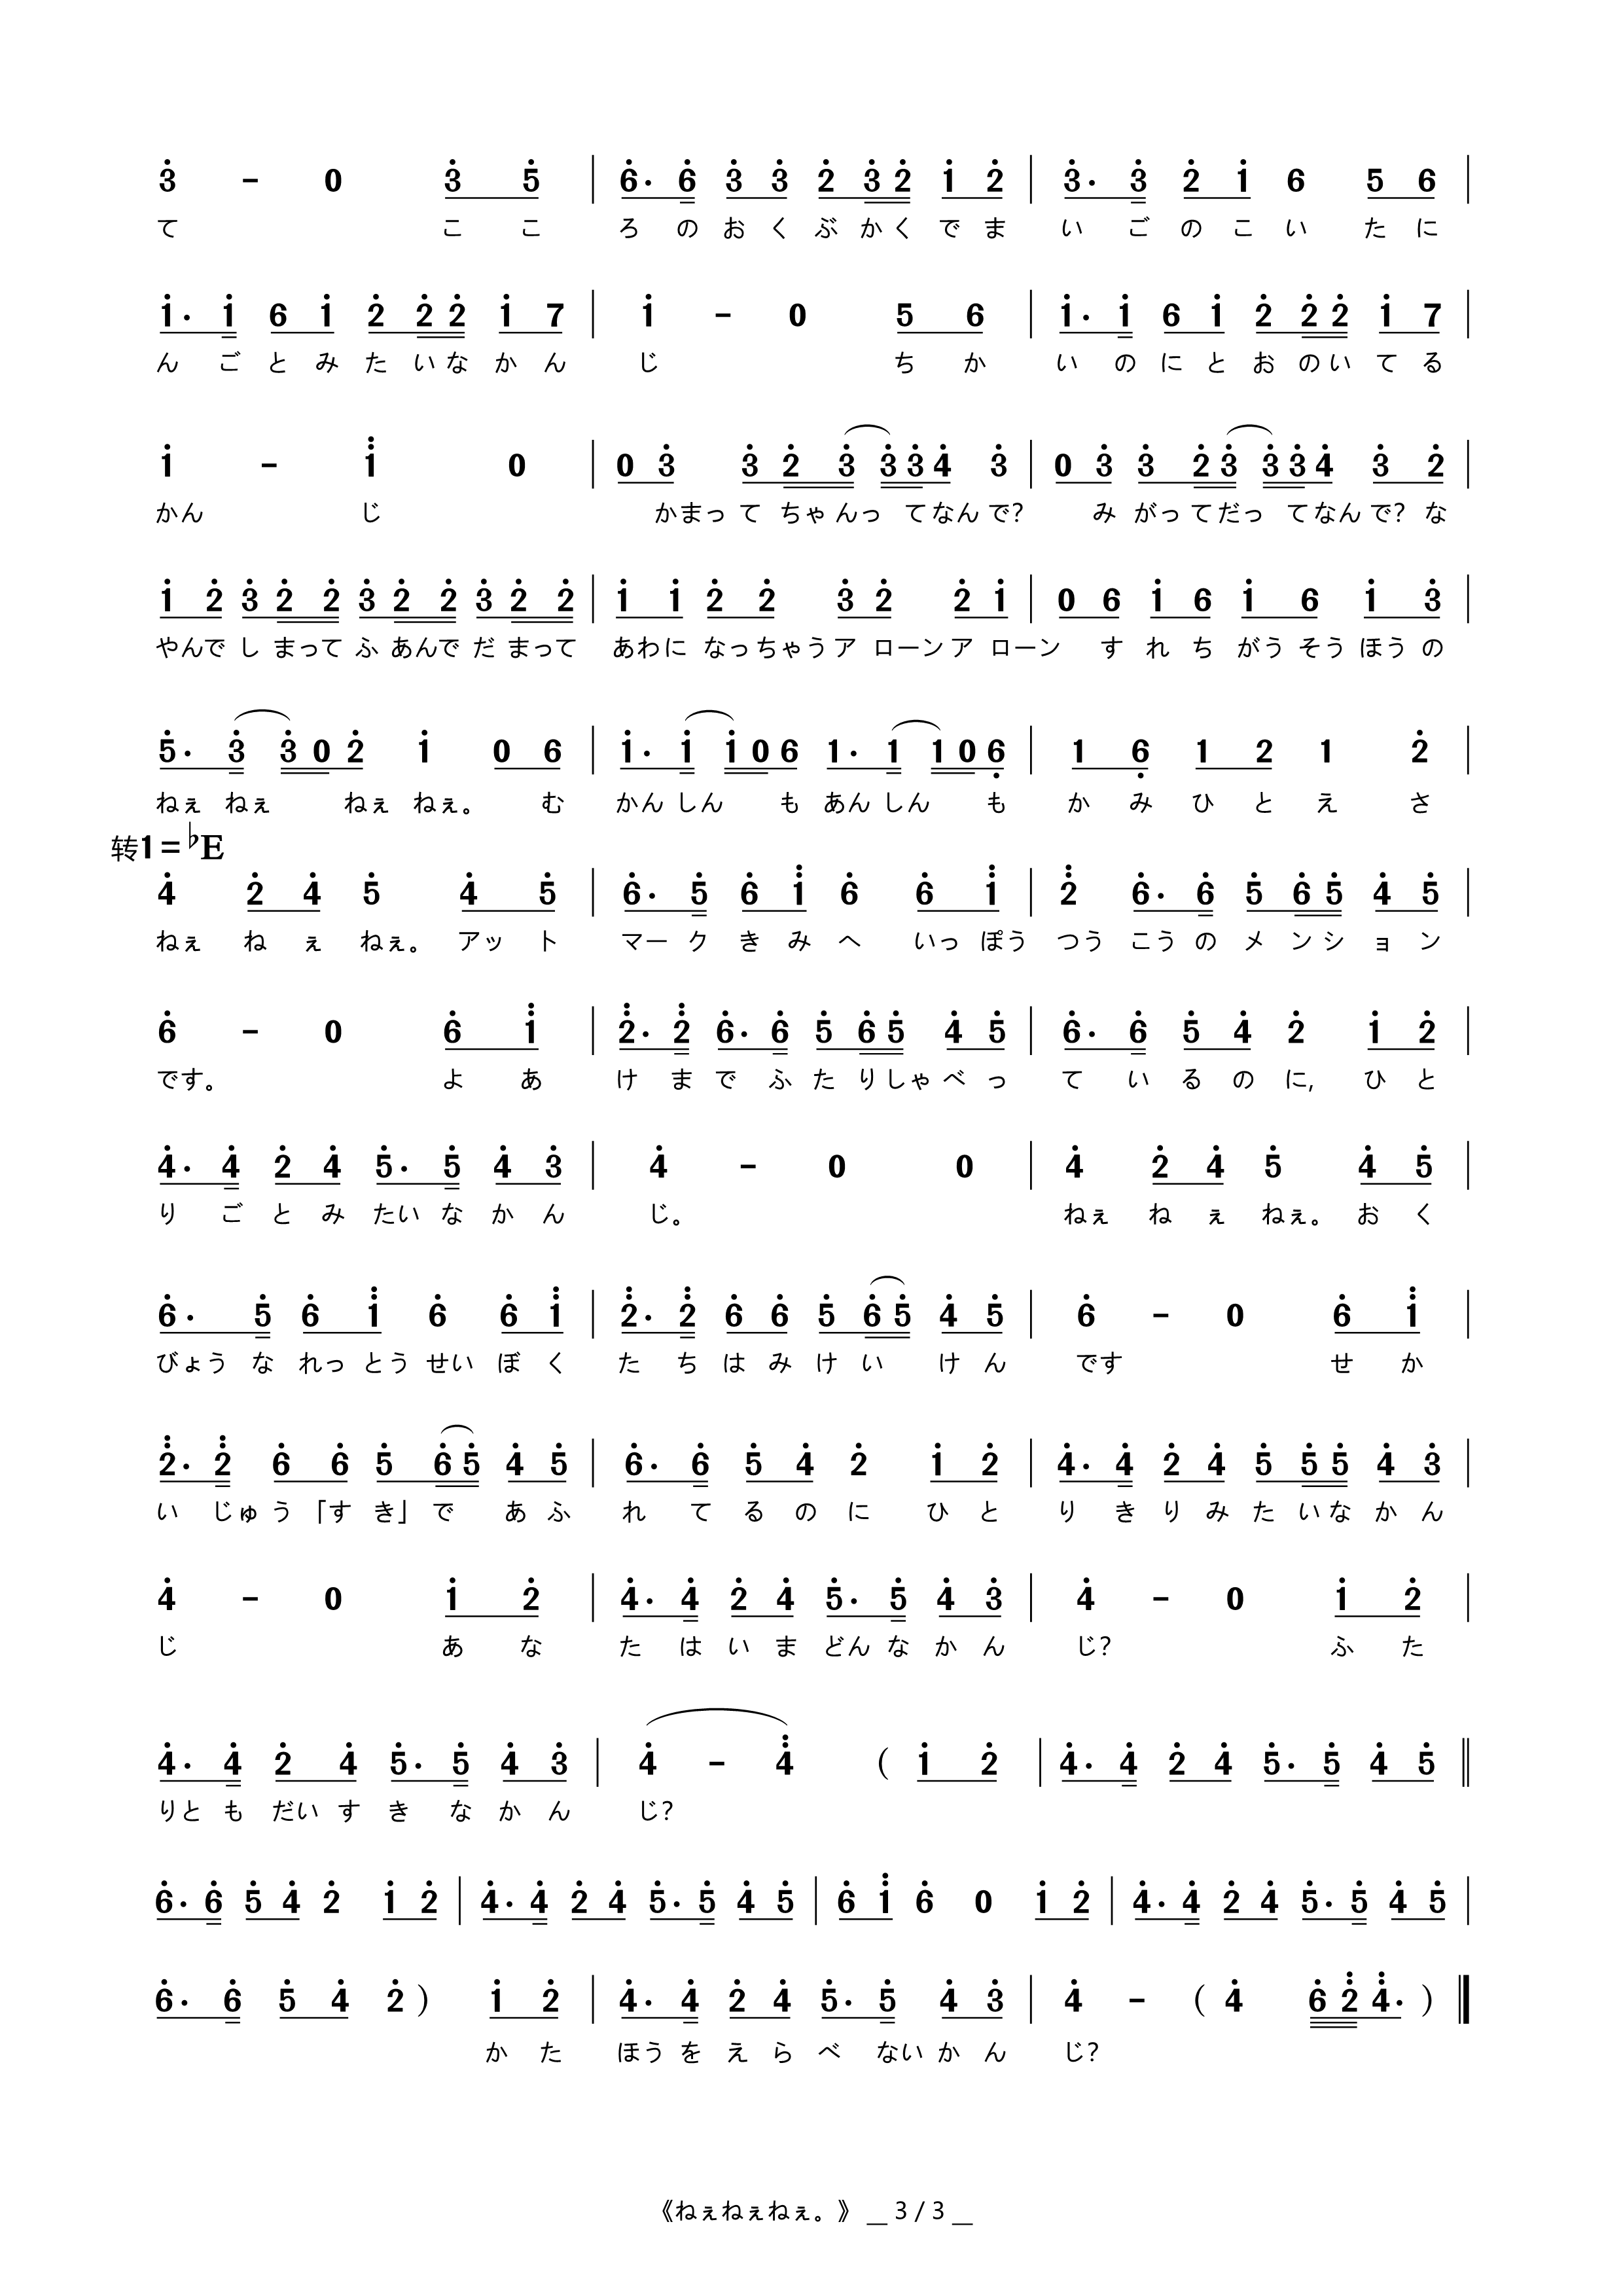 3 - 0 3 5 | 6· 6 3 3 2 3 2 1 2 | 3· 3 2 1 6 5 6 |
て こ こ ろ の お く ぶ か く で ま い ご の こ い た に
1· 1 6 1 2 2 2 1 7 | 1 - 0 5 6 | 1· 1 6 1 2 2 2 1 7 |
ん ご と み た い な か ん じ ち か い の に と お の い て る
1 - 1 0 | 0 3 3 2 3 3 3 4 3 | 0 3 3 2 3 3 3 4 3 2 |
かん じ かまっ て ちゃ んっ て なん で? み がっ て だっ て なん で? な
1 2 3 2 2 3 2 2 3 2 2 | 1 1 2 2 3 2 2 1 | 0 6 1 6 1 6 1 3 |
やんで し まって ふ あんで だ まって あわに なっちゃう ア ローン ア ローン す れ ち がう そう ほう の
5· 3 3 0 2 1 0 6 | 1· 1 1 0 6 1· 1 1 0 6 | 1 6 1 2 1 2 |
ねぇ ねぇ ねぇ ねぇ。 む かん しん も あん しん も か み ひ と え さ
转1=♭E
4 2 4 5 4 5 | 6· 5 6 1 6 6 1 | 2 6· 6 5 6 5 4 5 |
ねぇ ね ぇ ねぇ。 アッ ト マー ク き み へ いっ ぽう つう こう の メ ン シ ョ ン
6 - 0 6 1 | 2· 2 6· 6 5 6 5 4 5 | 6· 6 5 4 2 1 2 |
です。 よ あ け ま で ふ た り しゃ べ っ て い る の に, ひ と
4· 4 2 4 5· 5 4 3 | 4 - 0 0 | 4 2 4 5 4 5 |
り ご と み たい な か ん じ。 ねぇ ね ぇ ねぇ。 お く
6· 5 6 1 6 6 1 | 2· 2 6 6 5 6 5 4 5 | 6 - 0 6 1 |
びょう な れっ とう せい ぼ く た ち は み け い け ん です せ か
2· 2 6 6 5 6 5 4 5 | 6· 6 5 4 2 1 2 | 4· 4 2 4 5 5 5 4 3 |
い じゅ う 「す き」 で あ ふ れ て る の に ひ と り き り み た い な か ん
4 - 0 1 2 | 4· 4 2 4 5· 5 4 3 | 4 - 0 1 2 |
じ あ な た は い ま どん な か ん じ? ふ た
4· 4 2 4 5· 5 4 3 | 4 - 4 ( 1 2 | 4· 4 2 4 5· 5 4 5 ||
りと も だい す き な か ん じ?
6· 6 5 4 2 1 2 | 4· 4 2 4 5· 5 4 5 | 6 1 6 0 1 2 | 4· 4 2 4 5· 5 4 5 |
6· 6 5 4 2 ) 1 2 | 4· 4 2 4 5· 5 4 3 | 4 - ( 4 6 2 4· ) ||
か た ほう を え ら べ ない か ん じ?
《ねぇねぇねぇ。》 __ 3 / 3 __